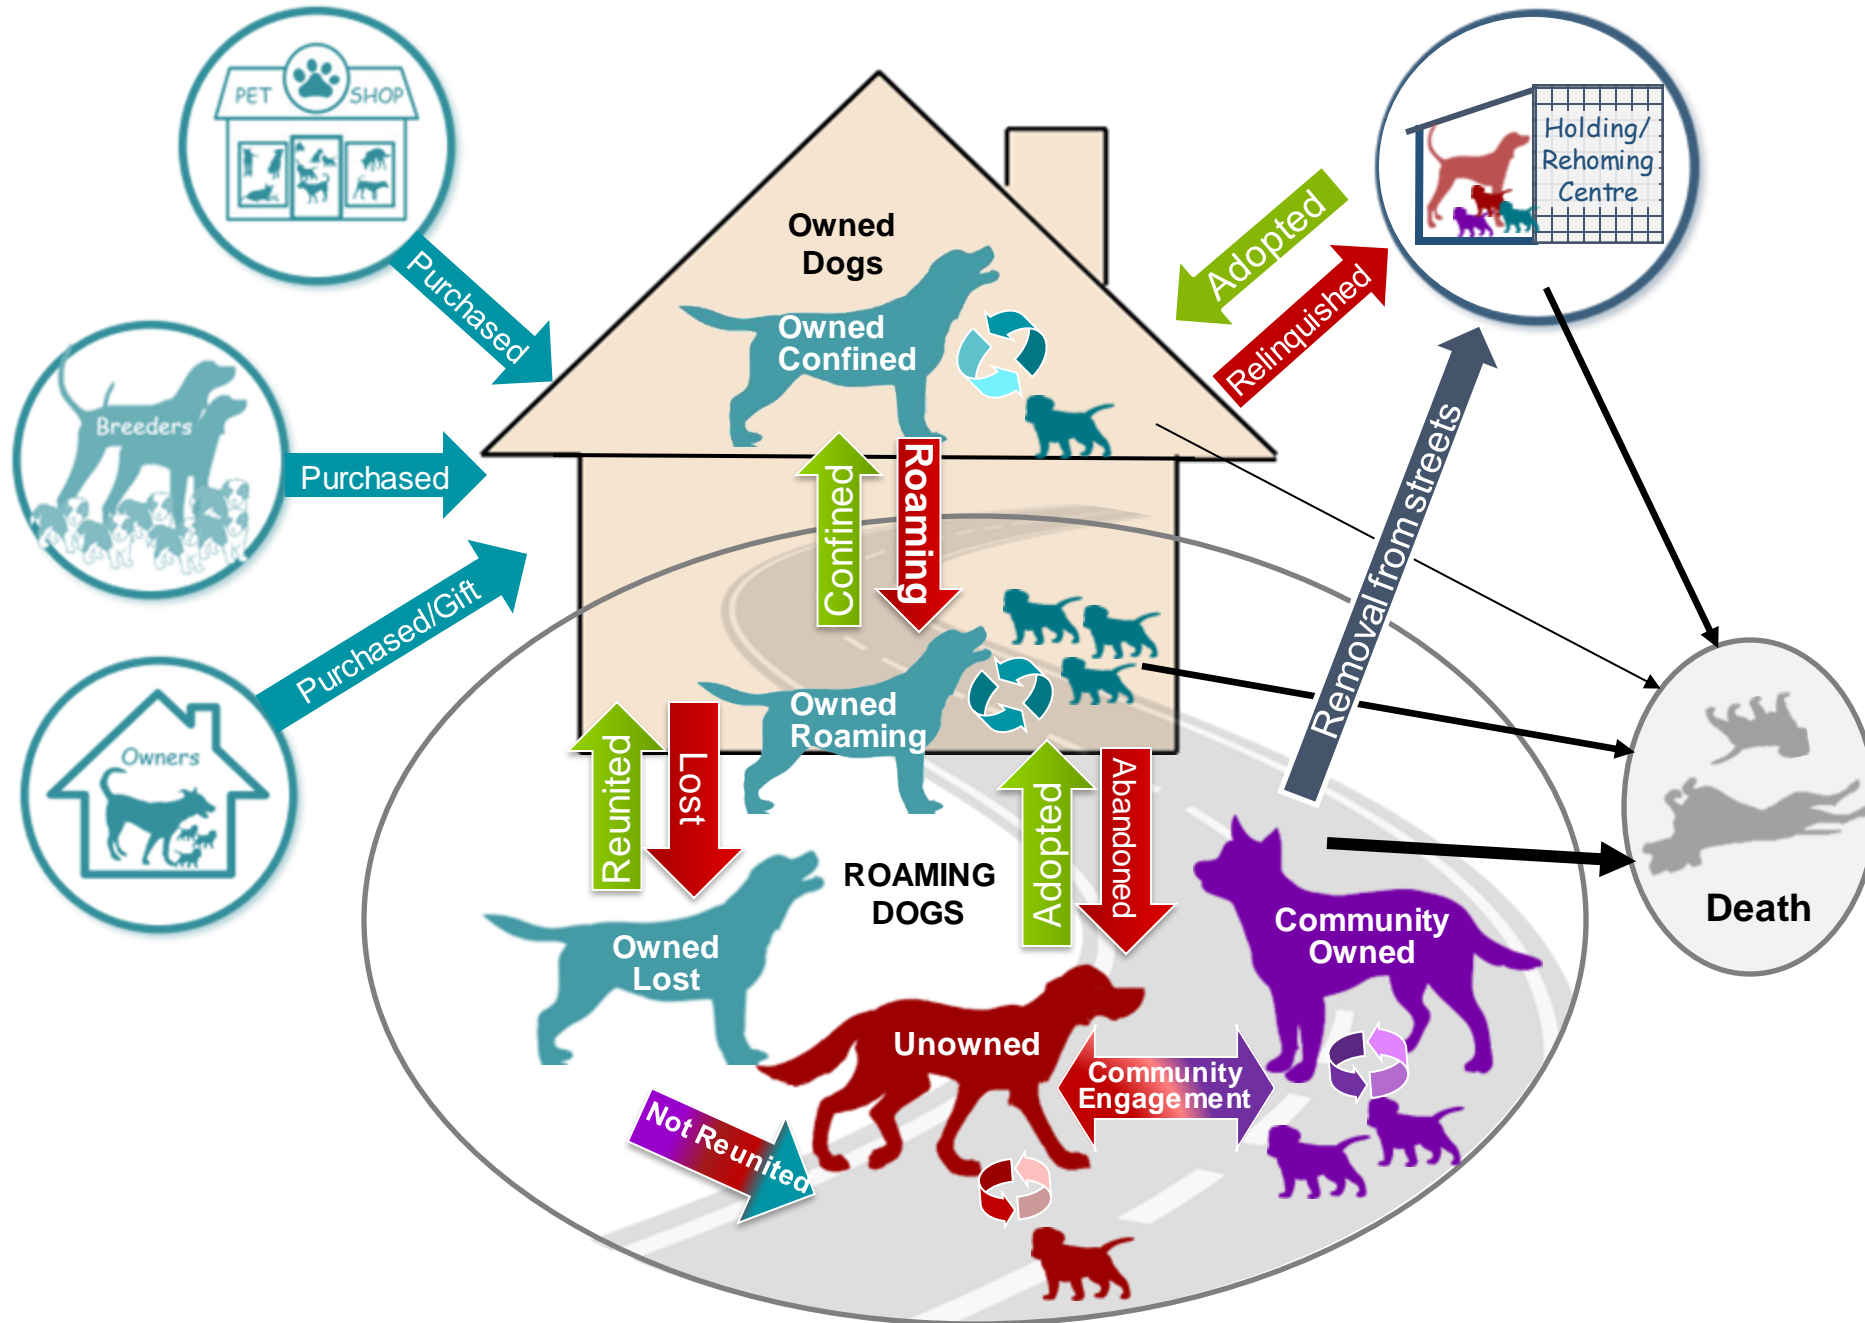 PET SHOP
Purchased
Breeders
Purchased
Purchased/Gift
Owners
Owned
Dogs
Owned
Confined
Adopted
Relinquished
Holding/
Rehoming
Centre
Confined
Roaming
Removal from streets
Owned
Roaming
Reunited
Lost
Adopted
Abandoned
ROAMING
DOGS
Owned
Lost
Community
Owned
Death
Unowned
Community
Engagement
Not Reunited